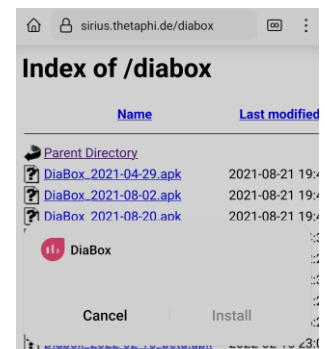 sirius.thetaphi.de/diabox
Index of /diabox
Name Last modified
Parent Directory
DiaBox_2021-04-29.apk 2021-08-21 19:4
DiaBox_2021-08-02.apk 2021-08-21 19:4
DiaBox_2021-08-20.apk 2021-08-21 19:4
DiaBox
Cancel Install